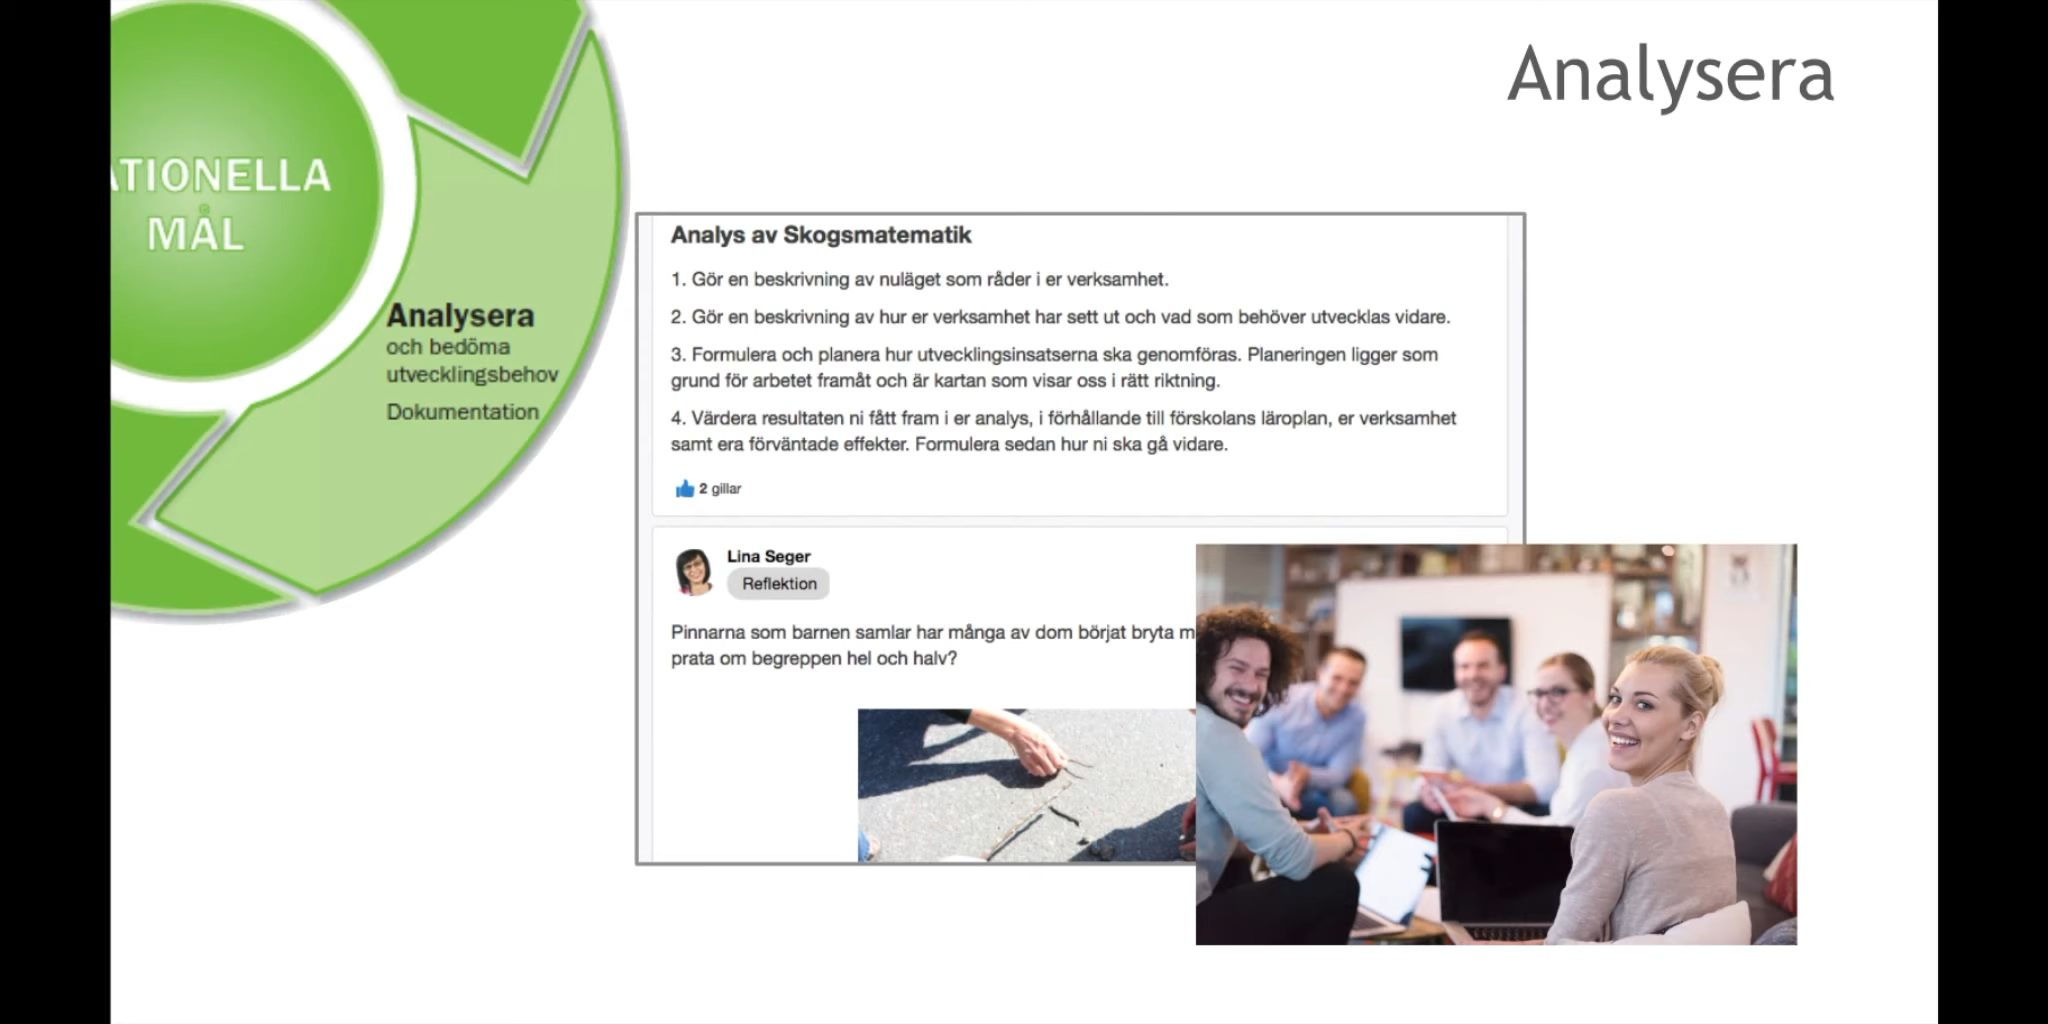 Analysera
ATIONELLA
MÅL
Analysera
och bedöma
utvecklingsbehov
Dokumentation
Analys av Skogsmatematik
1. Gör en beskrivning av nuläget som råder i er verksamhet.
2. Gör en beskrivning av hur er verksamhet har sett ut och vad som behöver utvecklas vidare.
3. Formulera och planera hur utvecklingsinsatserna ska genomföras. Planeringen ligger som
grund för arbetet framåt och är kartan som visar oss i rätt riktning.
4. Värdera resultaten ni fått fram i er analys, i förhållande till förskolans läroplan, er verksamhet
samt era förväntade effekter. Formulera sedan hur ni ska gå vidare.
2 gillar
Lina Seger
Reflektion
Pinnarna som barnen samlar har många av dom börjat bryta m
prata om begreppen hel och halv?